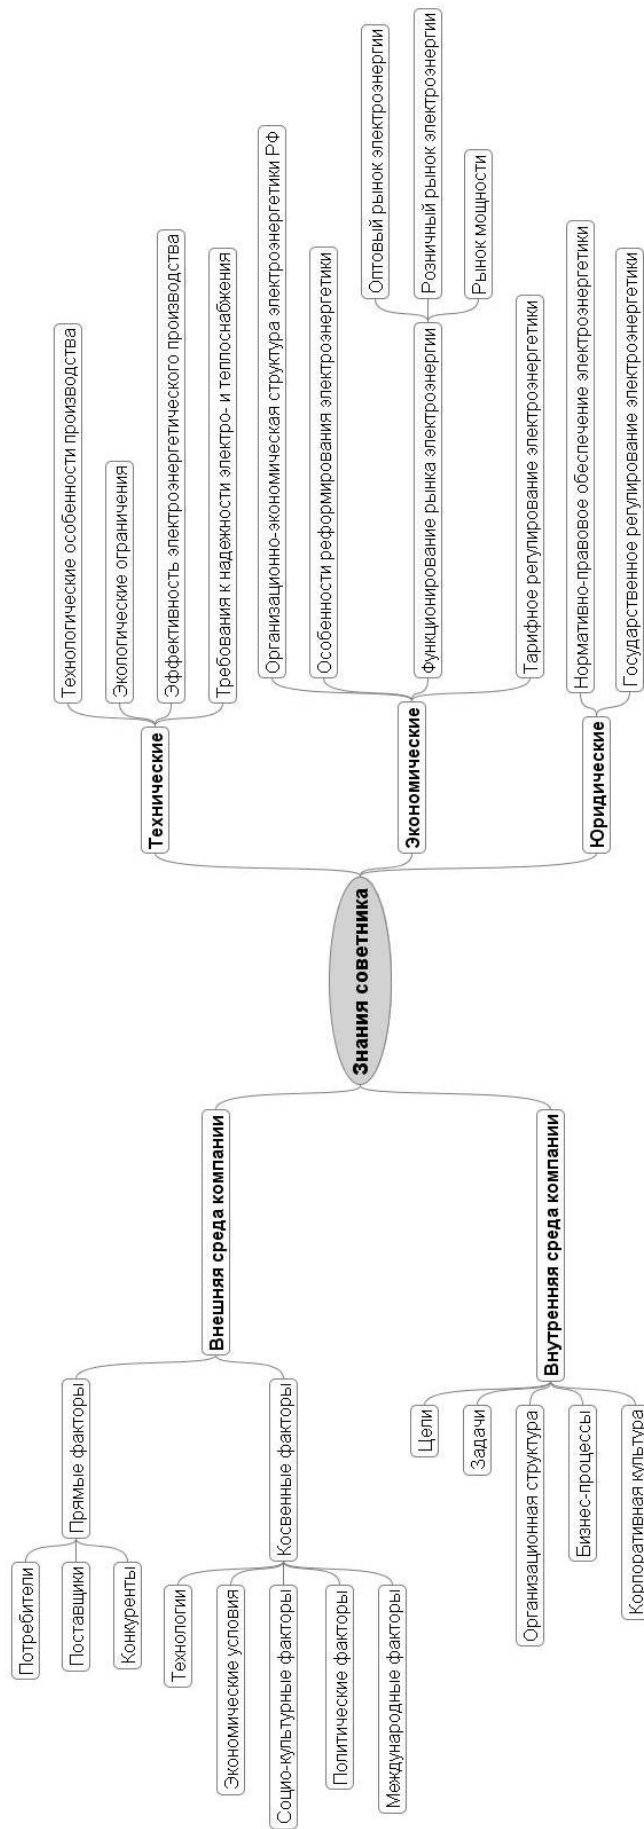 Знания советника
Технические
Технологические особенности производства
Экологические ограничения
Эффективность электроэнергетического производства
Требования к надежности электро- и теплоснабжения
Экономические
Организационно-экономическая структура электроэнергетики РФ
Особенности реформирования электроэнергетики
Функционирование рынка электроэнергии
Оптовый рынок электроэнергии
Розничный рынок электроэнергии
Рынок мощности
Тарифное регулирование электроэнергетики
Юридические
Нормативно-правовое обеспечение электроэнергетики
Государственное регулирование электроэнергетики
Внешняя среда компании
Прямые факторы
Потребители
Поставщики
Конкуренты
Косвенные факторы
Технологии
Экономические условия
Социо-культурные факторы
Политические факторы
Международные факторы
Внутренняя среда компании
Цели
Задачи
Организационная структура
Бизнес-процессы
Корпоративная культура